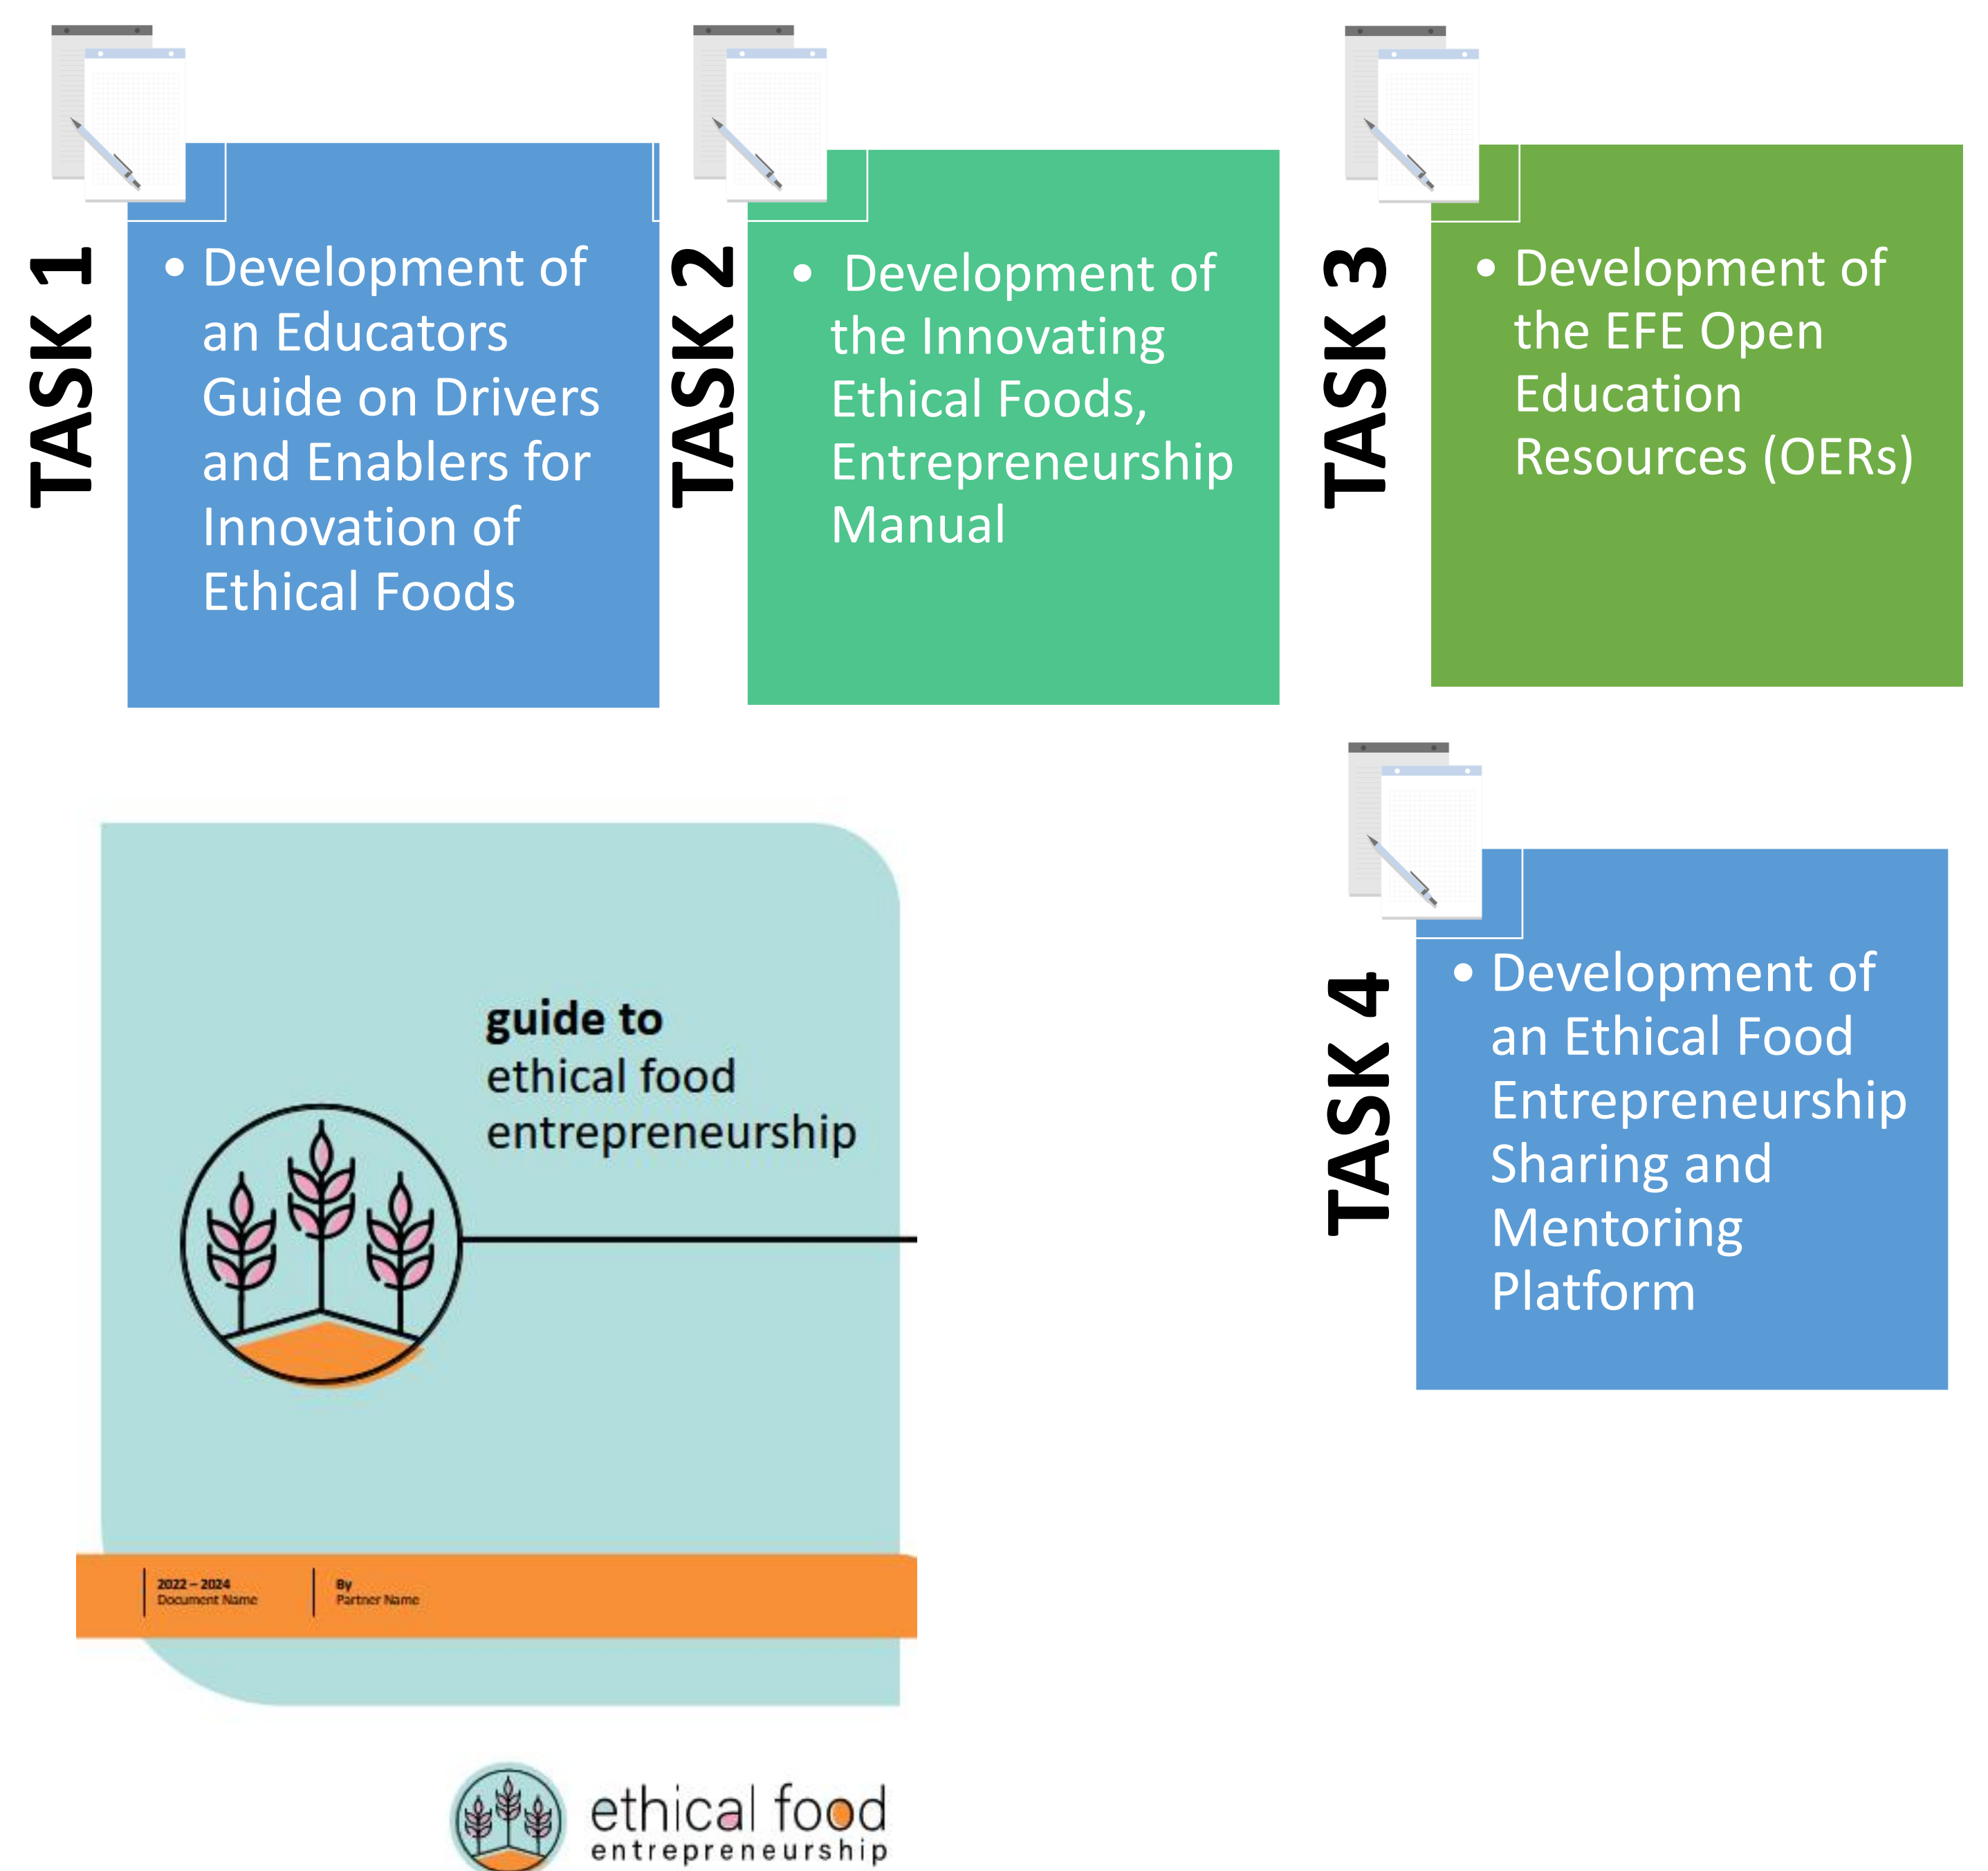 TASK 1
• Development of
an Educators
Guide on Drivers
and Enablers for
Innovation of
Ethical Foods
TASK 2
• Development of
the Innovating
Ethical Foods,
Entrepreneurship
Manual
TASK 3
• Development of
the EFE Open
Education
Resources (OERs)
guide to
ethical food
entrepreneurship
2022 – 2024
Document Name
By
Partner Name
ethical food
entrepreneurship
TASK 4
• Development of
an Ethical Food
Entrepreneurship
Sharing and
Mentoring
Platform